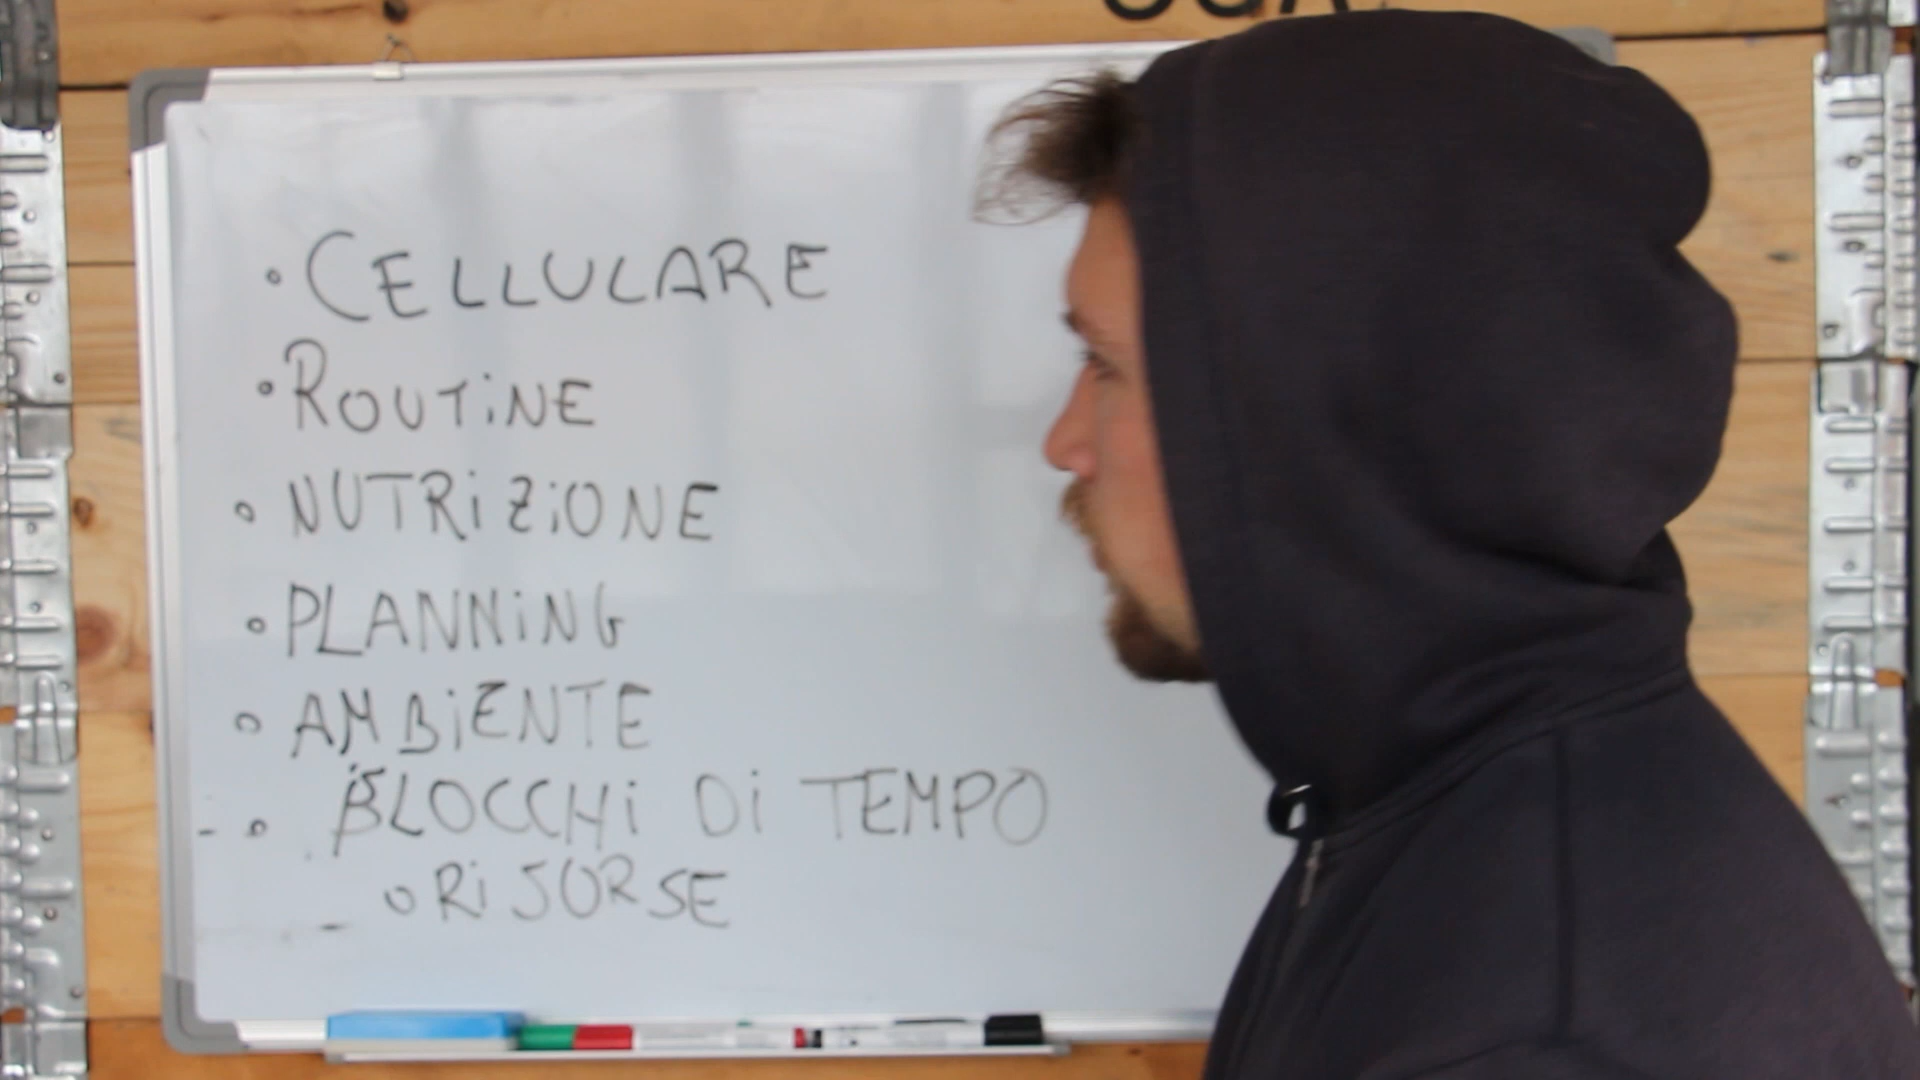 • CELLULARE
• ROUTiNE
• NUTRiZiONE
• PLANNiNG
• AMBiENTE
- • BLOCCHi Di TEMPO
• RiSORSE